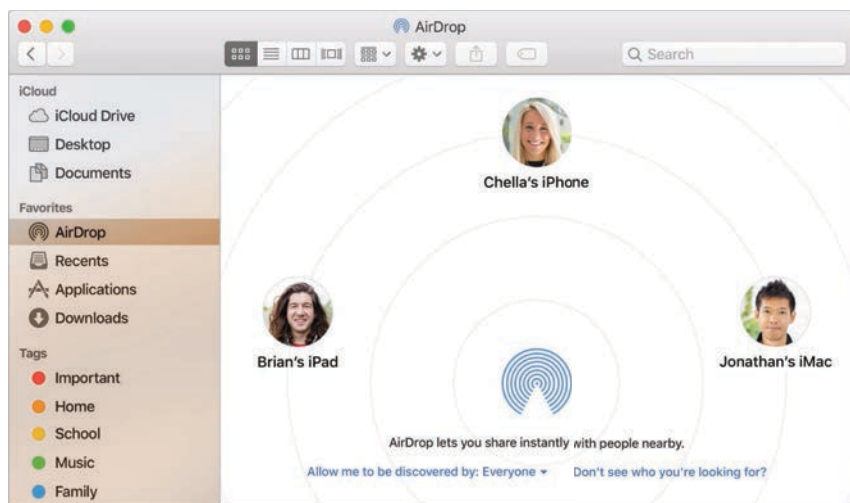 AirDrop
Search
iCloud
iCloud Drive
Desktop
Documents
Favorites
AirDrop
Recents
Applications
Downloads
Tags
Important
Home
School
Music
Family
Chella's iPhone
Brian's iPad
Jonathan's iMac
AirDrop lets you share instantly with people nearby.
Allow me to be discovered by: Everyone Don't see who you're looking for?